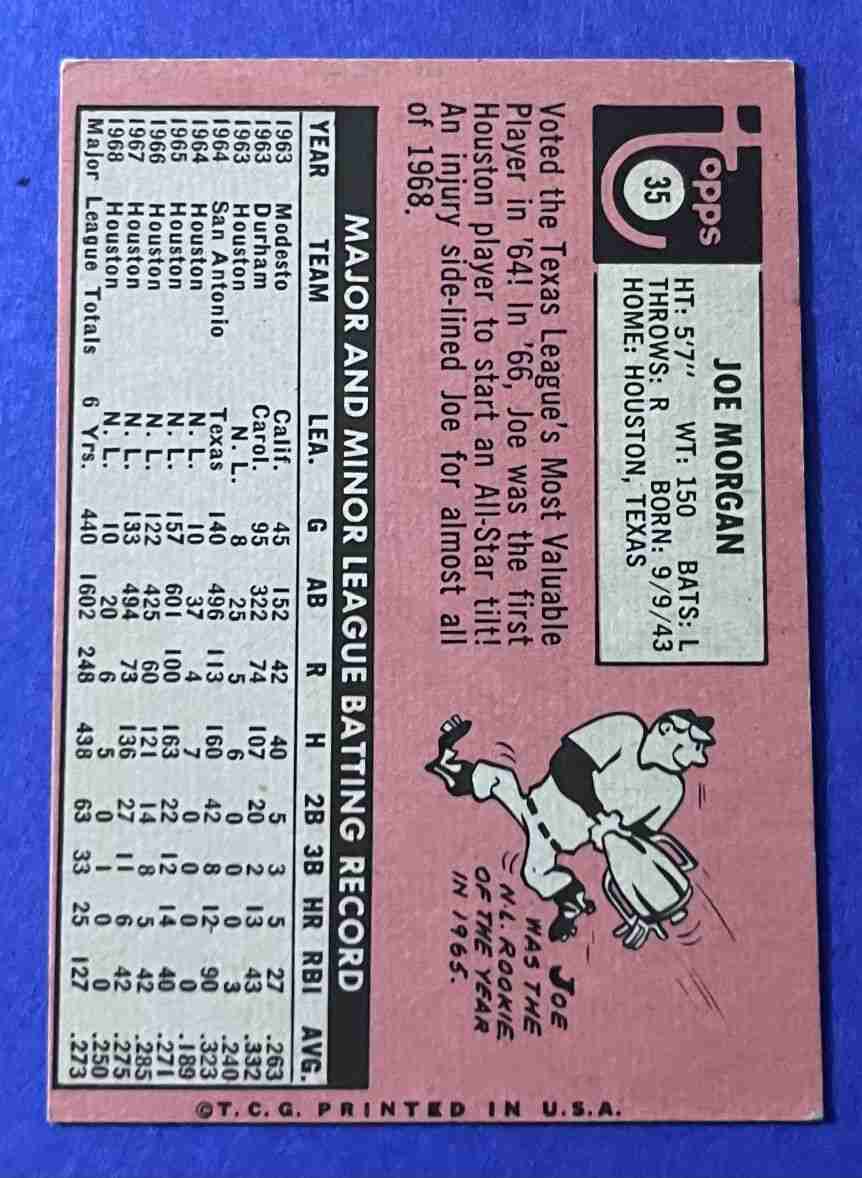 Topps
35
JOE MORGAN
HT: 5'7" WT: 150 BATS: L
THROWS: R BORN: 9/9/43
HOME: HOUSTON, TEXAS
Voted the Texas League's Most Valuable
Player in '64! In '66, Joe was the first
Houston player to start an All-Star tilt!
An injury side-lined Joe for almost all
of 1968.
JOE
WAS THE
N.L. ROOKIE
OF THE YEAR
IN 1965.
MAJOR AND MINOR LEAGUE BATTING RECORD
YEAR TEAM LEA. G AB R H 2B 3B HR RBI AVG.
1963 Modesto Calif. 45 152 42 40 5 3 5 27 .263
1963 Durham Carol. 95 322 74 107 20 2 13 43 .332
1963 Houston N. L. 8 25 5 6 0 0 0 3 .240
1964 San Antonio Texas 140 496 113 160 42 8 12 90 .323
1964 Houston N. L. 10 37 4 7 0 0 0 0 .189
1965 Houston N. L. 157 601 100 163 22 12 14 40 .271
1966 Houston N. L. 122 425 60 121 14 8 5 42 .285
1967 Houston N. L. 133 494 73 136 27 11 6 42 .275
1968 Houston N. L. 10 20 6 5 0 1 0 0 .250
Major League Totals 6 Yrs. 440 1602 248 438 63 33 25 127 .273
©T.C.G. PRINTED IN U.S.A.